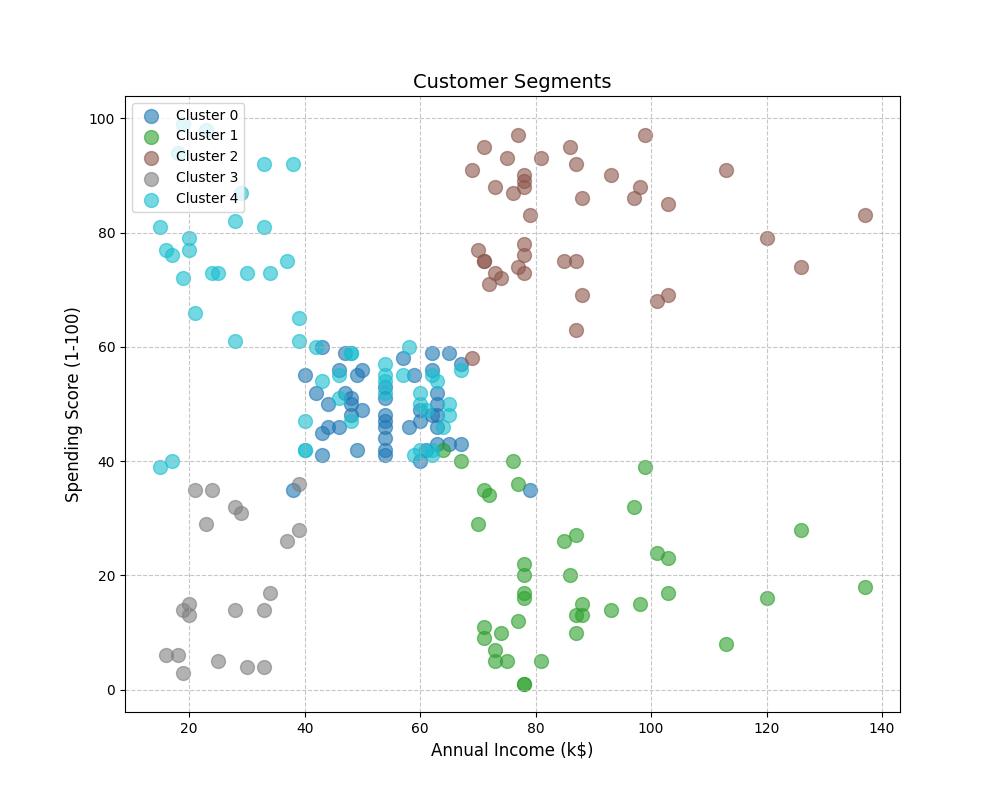 Customer Segments
Cluster 0
Cluster 1
Cluster 2
Cluster 3
Cluster 4
100
80
60
40
20
0
Spending Score (1-100)
20 40 60 80 100 120 140
Annual Income (k$)